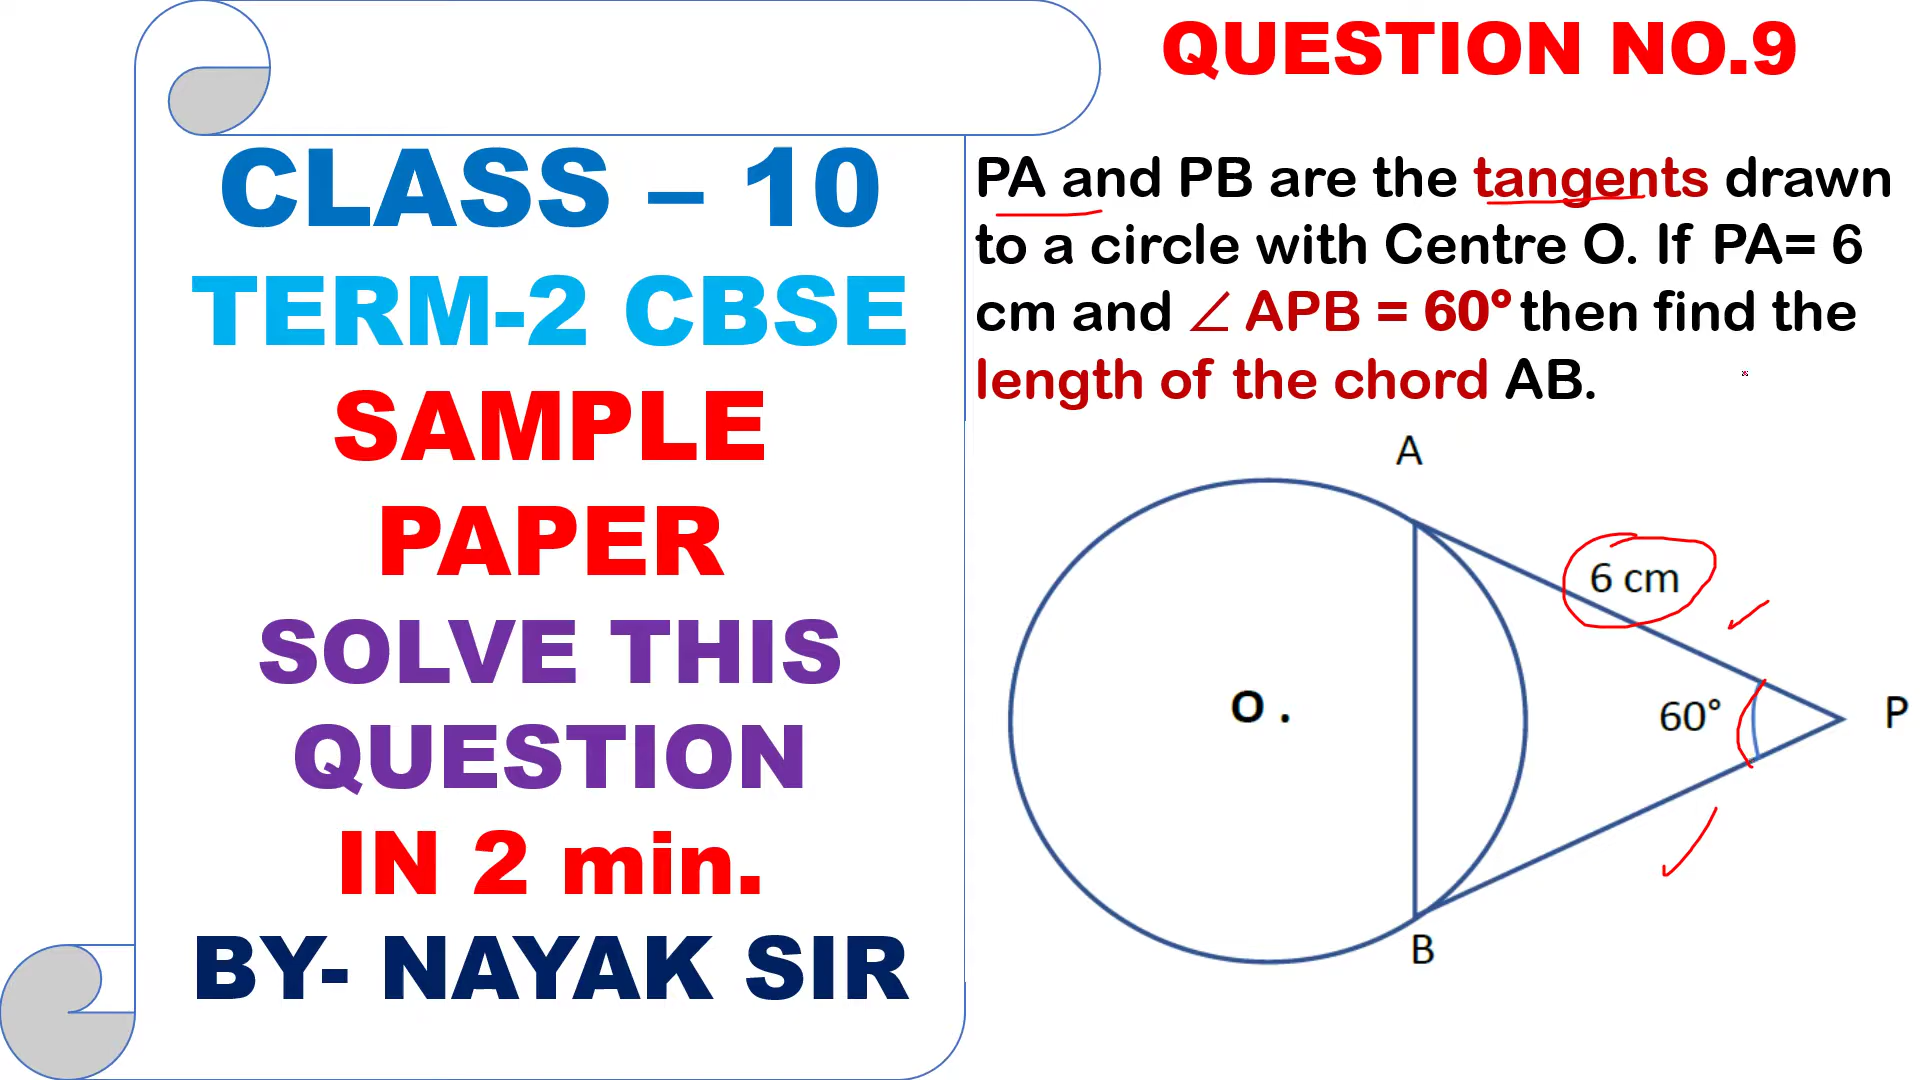 CLASS – 10
TERM-2 CBSE
SAMPLE
PAPER
SOLVE THIS
QUESTION
IN 2 min.
BY- NAYAK SIR
QUESTION NO.9
PA and PB are the tangents drawn
to a circle with Centre O. If PA= 6
cm and ∠ APB = 60° then find the
length of the chord AB.
A
6 cm
O .
60°
P
B